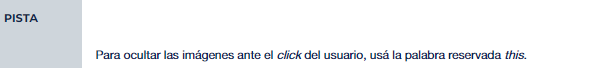 PISTA
Para ocultar las imágenes ante el click del usuario, usá la palabra reservada this.